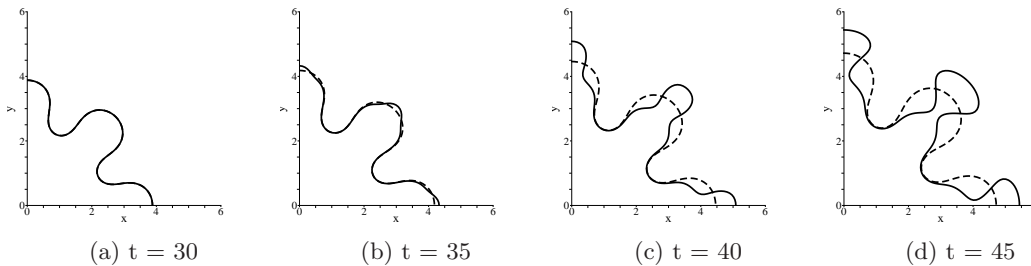 6 6 6 6
4 4 4 4
y y y y
2 2 2 2
0 0 0 0
0 2 4 6 0 2 4 6 0 2 4 6 0 2 4 6
x x x x
(a) t = 30 (b) t = 35 (c) t = 40 (d) t = 45